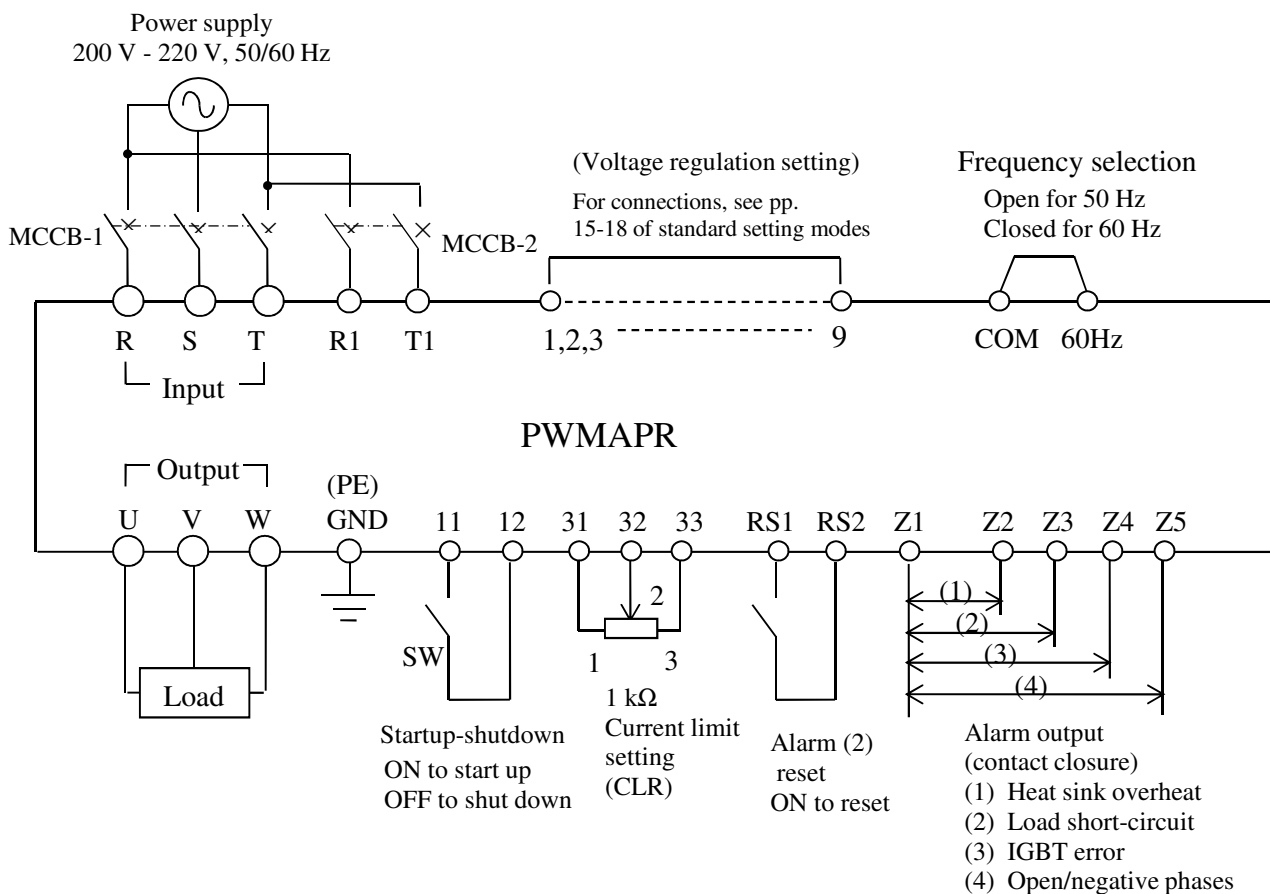 Power supply
200 V - 220 V, 50/60 Hz
(Voltage regulation setting)
For connections, see pp.
15-18 of standard setting modes
Frequency selection
Open for 50 Hz
Closed for 60 Hz
MCCB-1
MCCB-2
R S T R1 T1 1,2,3 9 COM 60Hz
Input
PWMAPR
Output
(PE)
U V W GND 11 12 31 32 33 RS1 RS2 Z1 Z2 Z3 Z4 Z5
(1)
2
(2)
SW
1 3
(3)
Load
(4)
1 kΩ
Current limit
setting
(CLR)
Startup-shutdown
ON to start up
OFF to shut down
Alarm (2)
reset
ON to reset
Alarm output
(contact closure)
(1) Heat sink overheat
(2) Load short-circuit
(3) IGBT error
(4) Open/negative phases